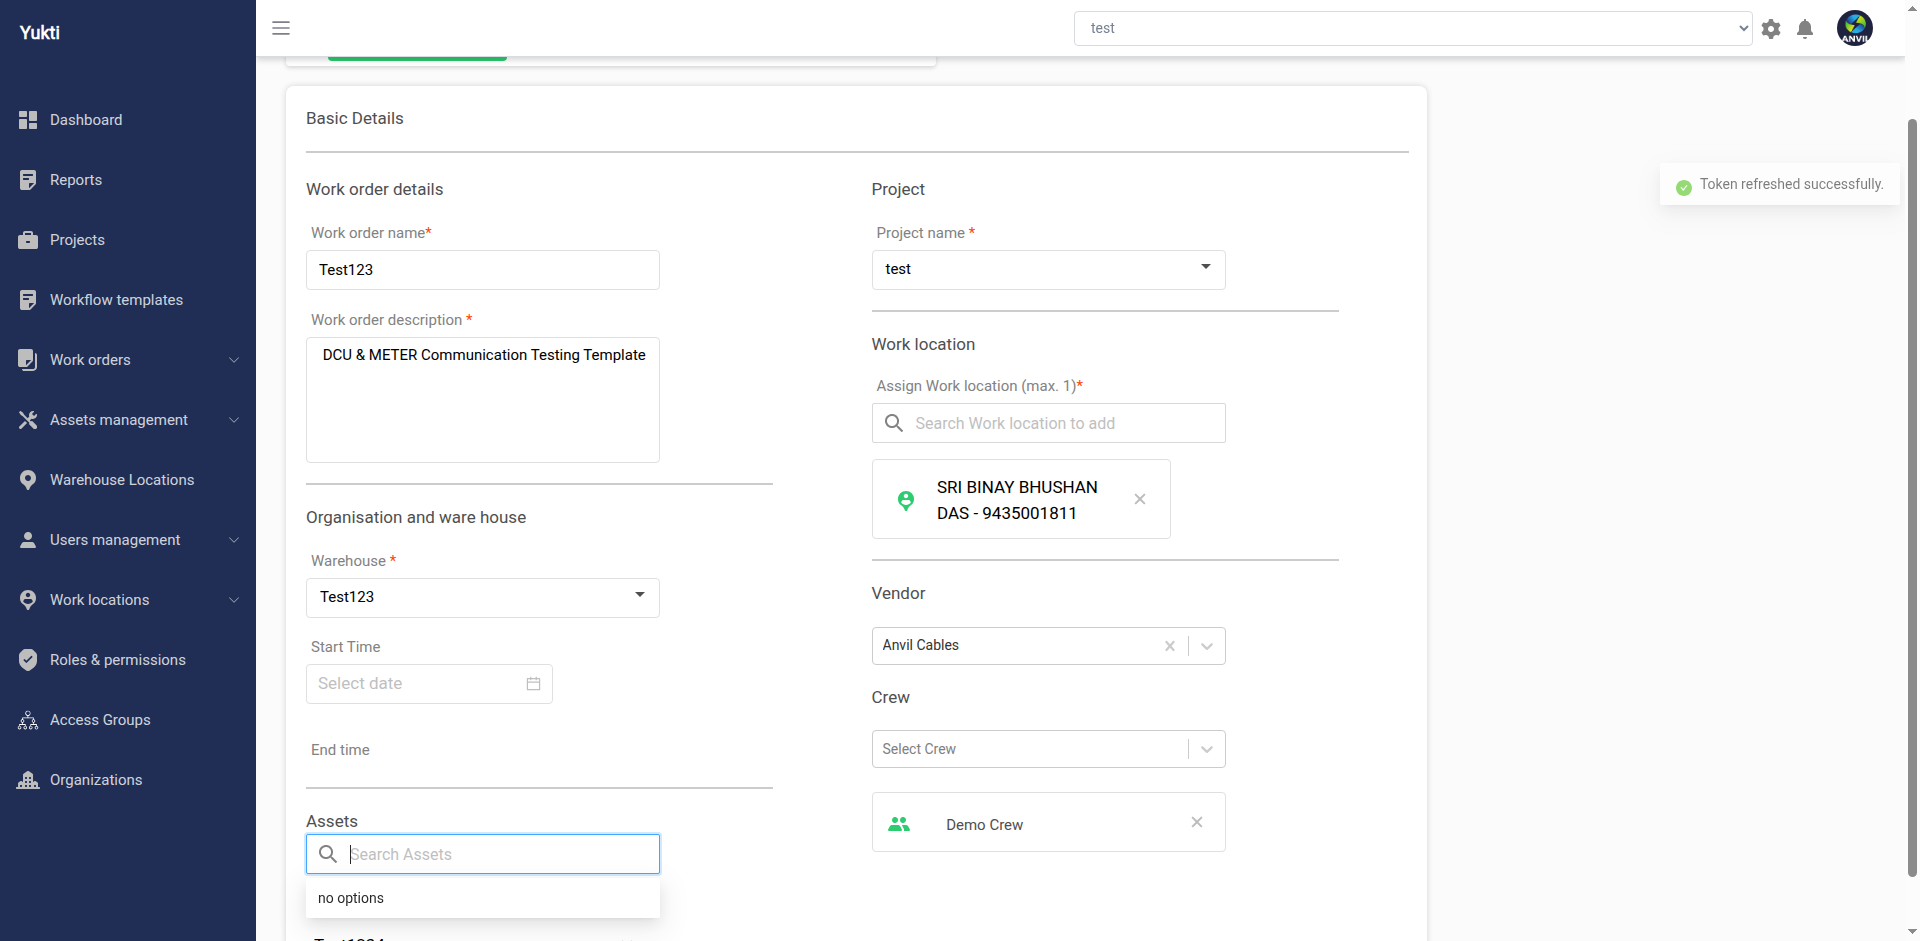 Yukti
test
ANVIL
Dashboard
Reports
Projects
Workflow templates
Work orders
Assets management
Warehouse Locations
Users management
Work locations
Roles & permissions
Access Groups
Organizations
Token refreshed successfully.
Basic Details
Work order details
Work order name*
Test123
Work order description *
DCU & METER Communication Testing Template
Organisation and ware house
Warehouse *
Test123
Start Time
Select date
End time
Assets
Search Assets
no options
Project
Project name *
test
Work location
Assign Work location (max. 1)*
Search Work location to add
SRI BINAY BHUSHAN
DAS - 9435001811
Vendor
Anvil Cables
Crew
Select Crew
Demo Crew